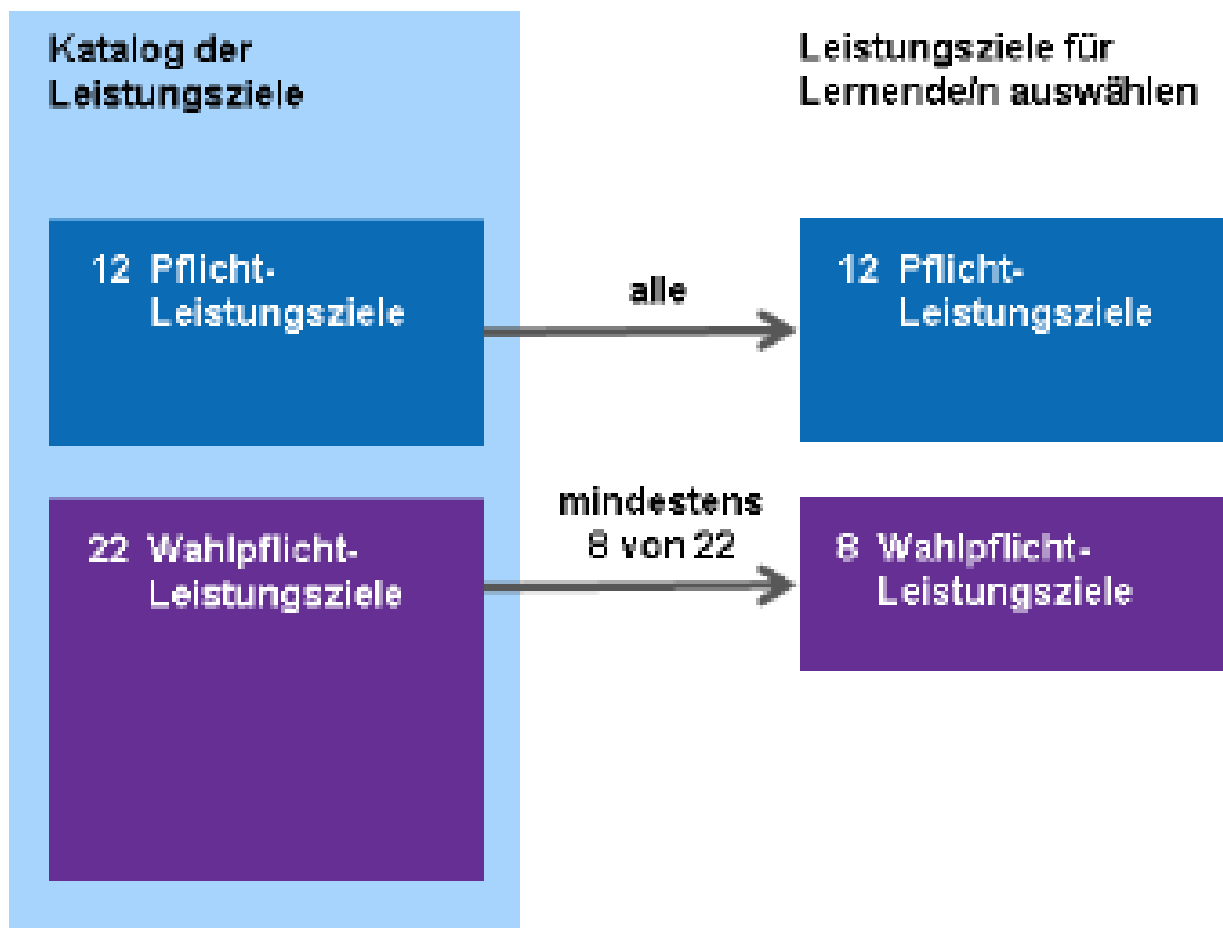 Katalog der
Leistungsziele
Leistungsziele für
Lernende/n auswählen
12 Pflicht-
Leistungsziele
alle
12 Pflicht-
Leistungsziele
22 Wahlpflicht-
Leistungsziele
mindestens
8 von 22
8 Wahlpflicht-
Leistungsziele